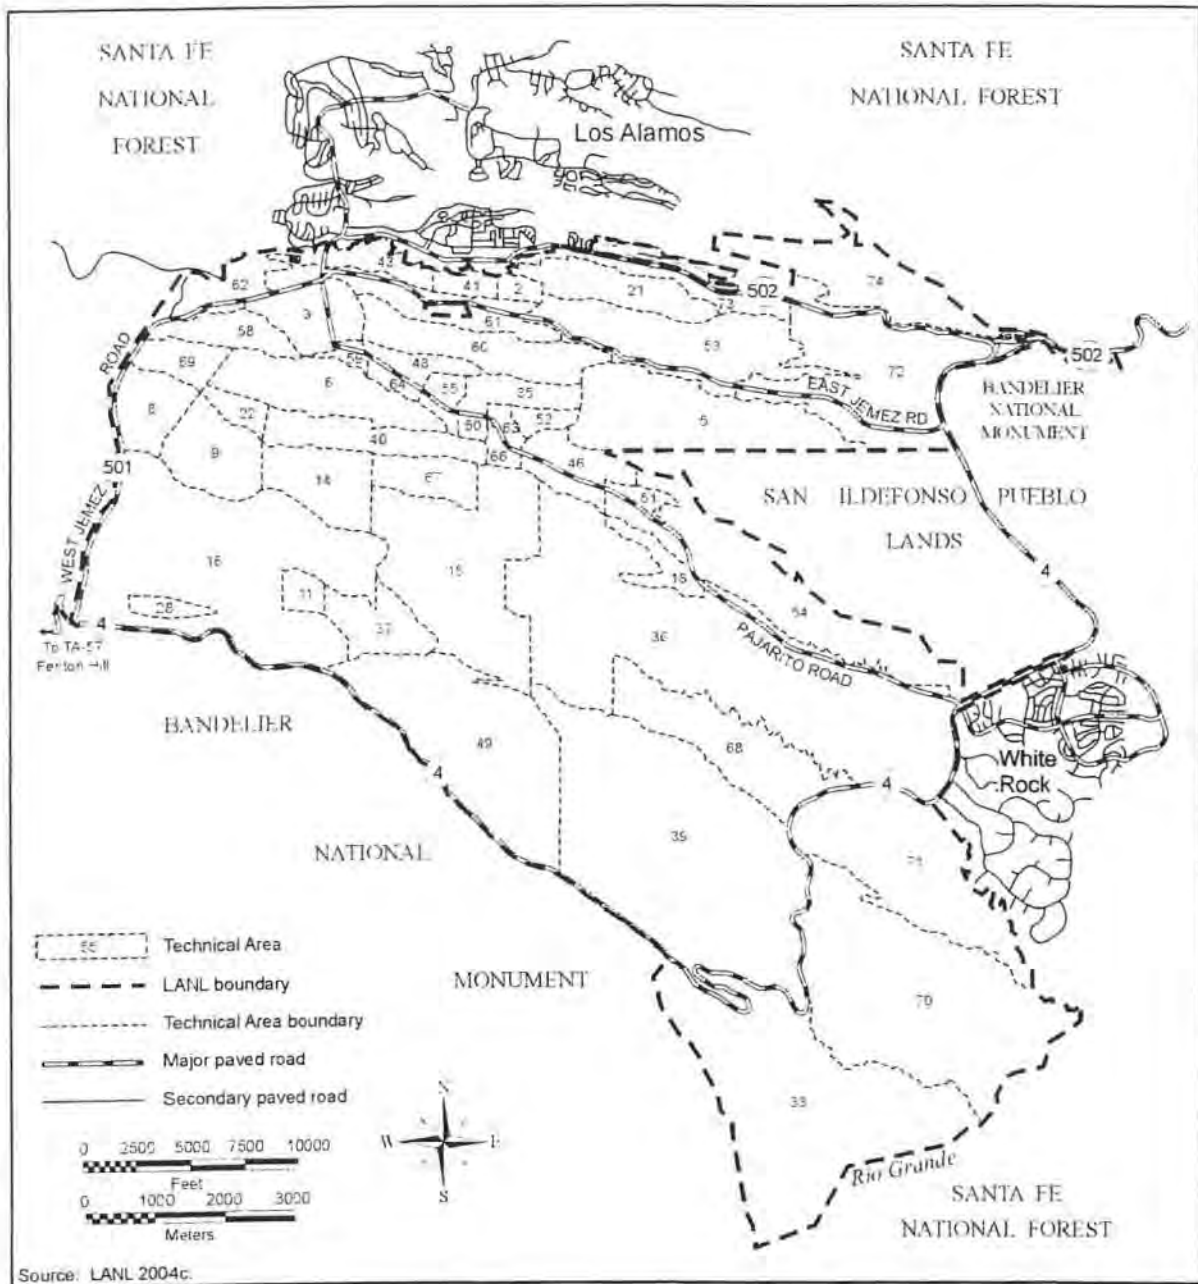 SANTA FE
NATIONAL
FOREST
SANTA FE
NATIONAL FOREST
Los Alamos
43
62
41
2
21
502
74
3
61
73
53
502
58
60
72
59
48
69
6
64
55
35
EAST JEMEZ RD
BANDELIER
NATIONAL
MONUMENT
8
22
50
63
52
5
ROAD
9
40
66
46
501
14
67
51
SAN ILDEFONSO PUEBLO
LANDS
WEST JEMEZ
16
15
18
4
28
11
37
36
54
4
To TA-57
Fenton Hill
PAJARITO ROAD
BANDELIER
49
68
White
Rock
4
4
NATIONAL
39
71
MONUMENT
70
33
55 Technical Area
LANL boundary
Technical Area boundary
Major paved road
Secondary paved road
N
W E
S
0 2500 5000 7500 10000
Feet
0 1000 2000 3000
Meters
Rio Grande
SANTA FE
NATIONAL FOREST
Source: LANL 2004c.